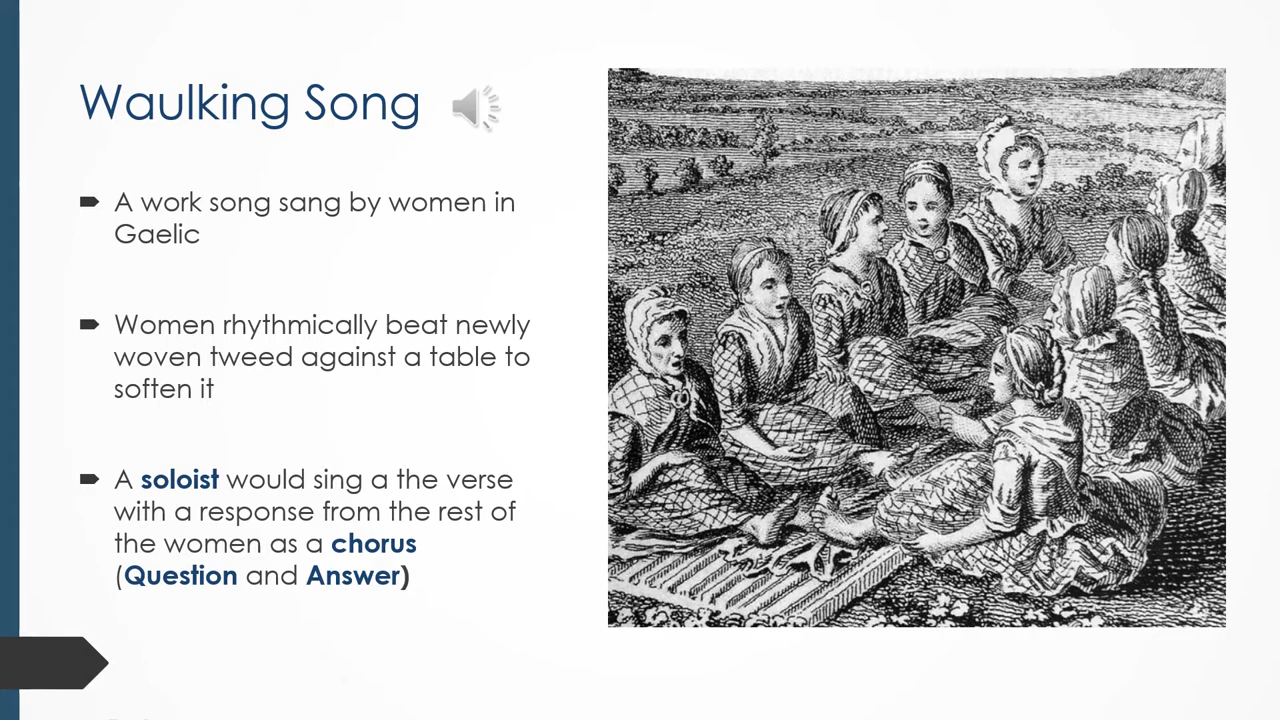 Waulking Song
A work song sang by women in
Gaelic
Women rhythmically beat newly
woven tweed against a table to
soften it
A soloist would sing a the verse
with a response from the rest of
the women as a chorus
(Question and Answer)